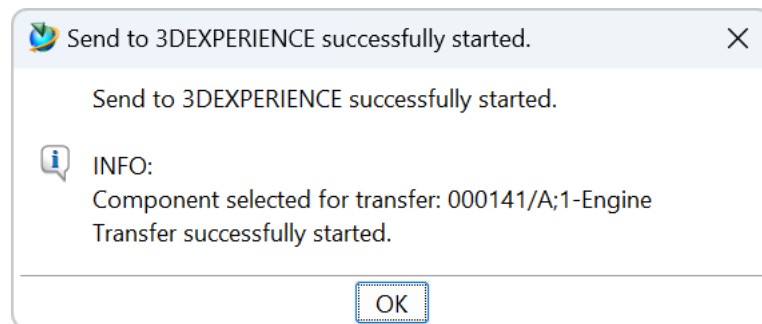 Send to 3DEXPERIENCE successfully started.
Send to 3DEXPERIENCE successfully started.
INFO:
Component selected for transfer: 000141/A;1-Engine
Transfer successfully started.
OK